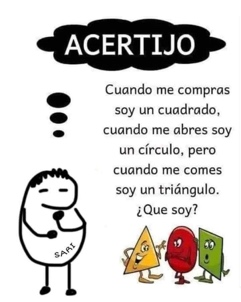 ACERTIJO
Cuando me compras
soy un cuadrado,
cuando me abres soy
un círculo, pero
cuando me comes
soy un triángulo.
¿Que soy?
SARI